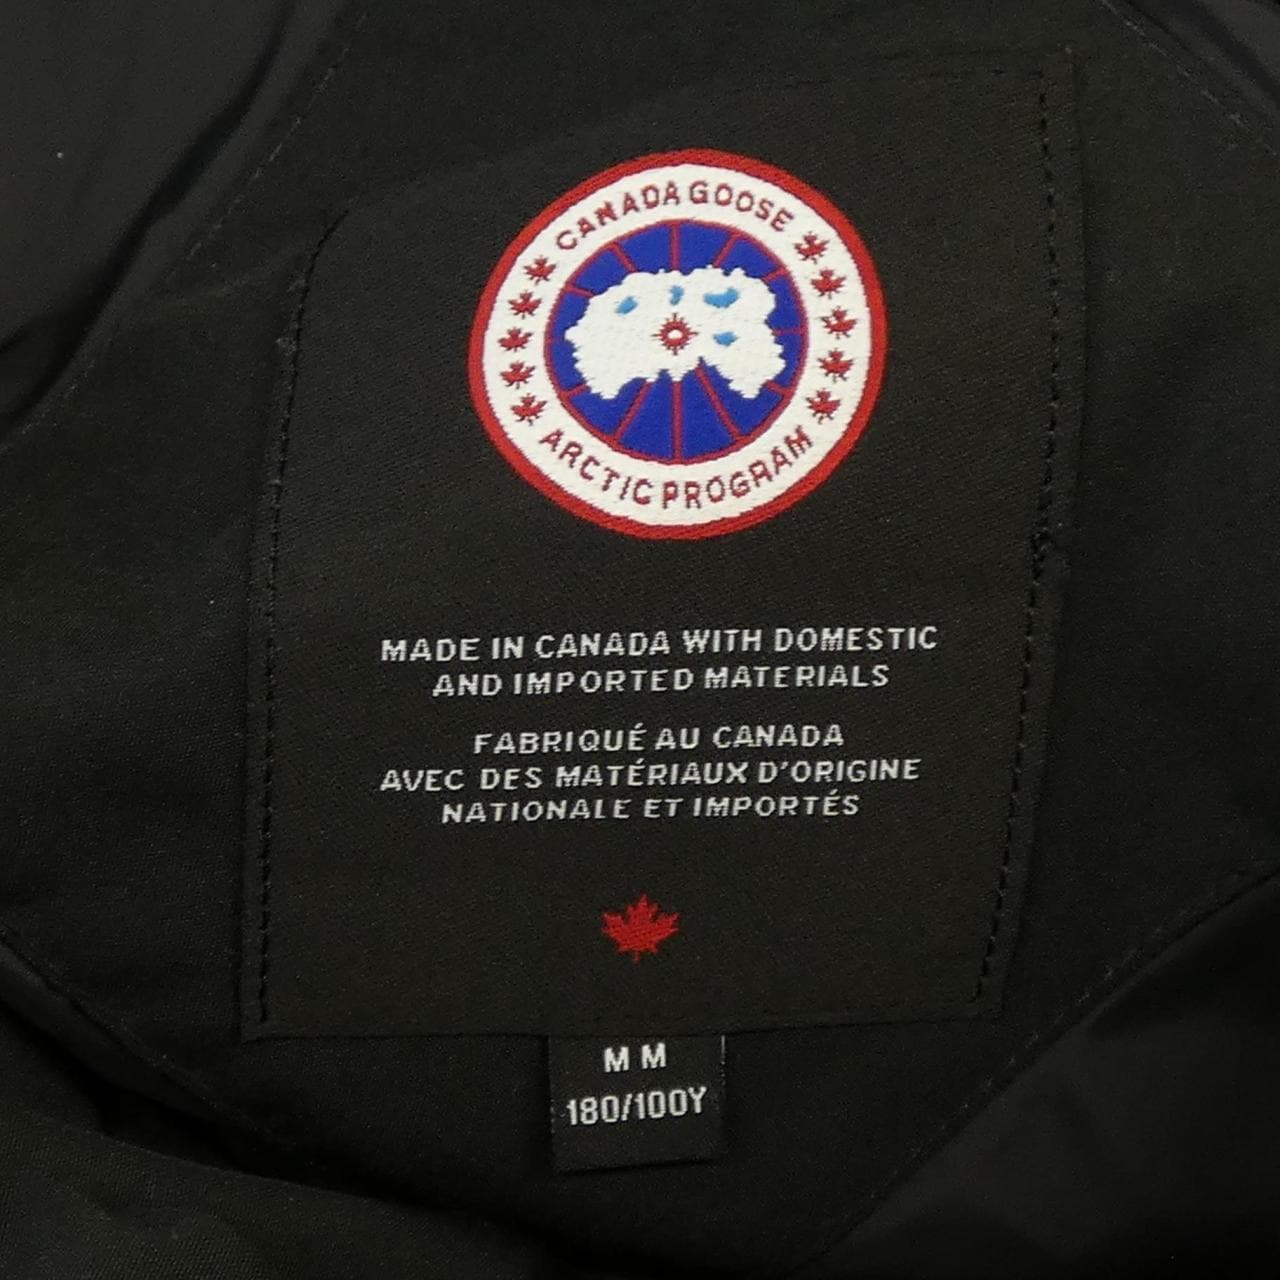 CANADA GOOSE
ARCTIC PROGRAM
MADE IN CANADA WITH DOMESTIC
AND IMPORTED MATERIALS
FABRIQUÉ AU CANADA
AVEC DES MATÉRIAUX D'ORIGINE
NATIONALE ET IMPORTÉS
M M
180/100Y